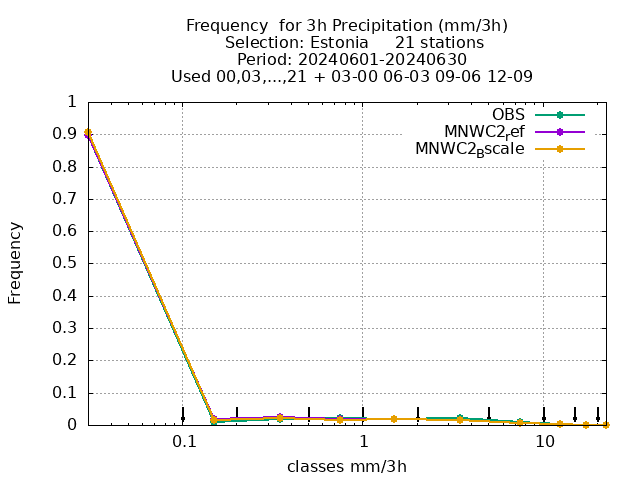 Frequency  for 3h Precipitation (mm/3h)
Selection: Estonia     21 stations
Period: 20240601-20240630
Used 00,03,...,21 + 03-00 06-03 09-06 12-09
OBS
MNWC2ref
MNWC2Bscale
Frequency
1
0.9
0.8
0.7
0.6
0.5
0.4
0.3
0.2
0.1
0
0.1
1
10
classes mm/3h